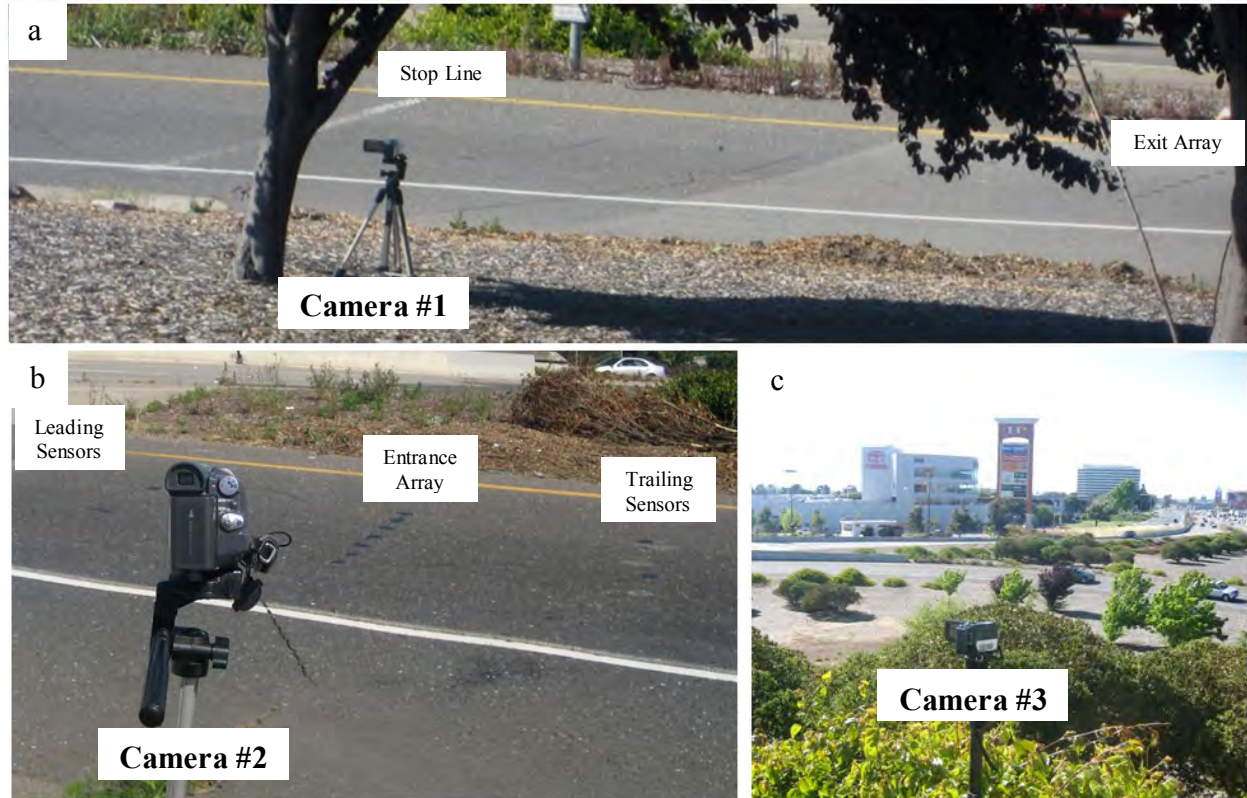 a
Stop Line
Exit Array
Camera #1
b
Leading
Sensors
Entrance
Array
Trailing
Sensors
Camera #2
c
Camera #3